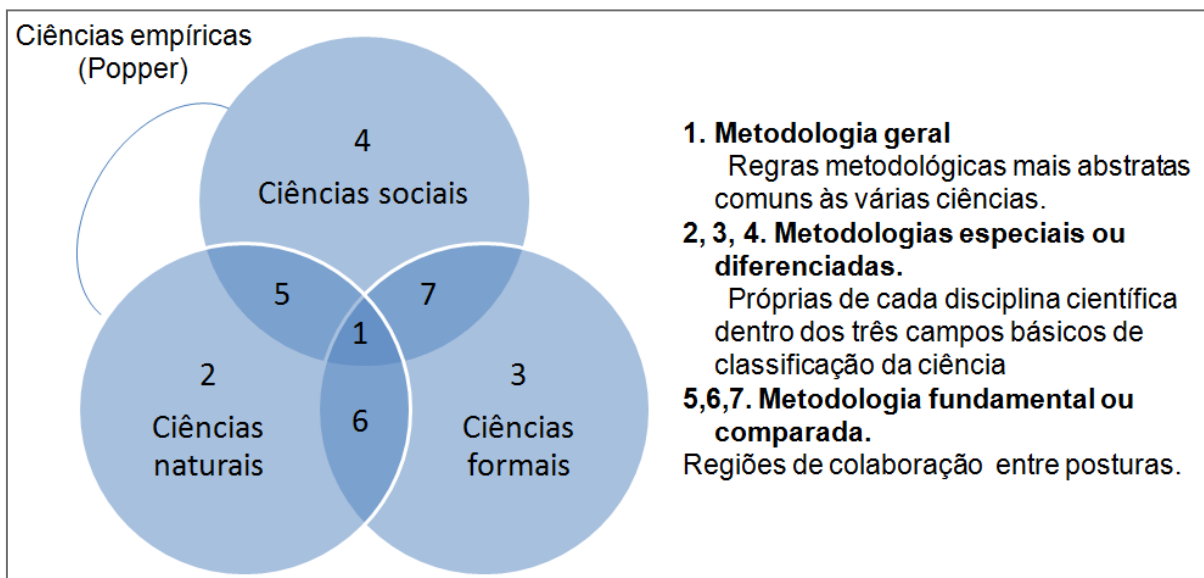 Ciências empíricas
(Popper)
4
Ciências sociais
5
7
1
2
Ciências
naturais
6
3
Ciências
formais
1. Metodologia geral
Regras metodológicas mais abstratas
comuns às várias ciências.
2, 3, 4. Metodologias especiais ou
diferenciadas.
Próprias de cada disciplina científica
dentro dos três campos básicos de
classificação da ciência
5,6,7. Metodologia fundamental ou
comparada.
Regiões de colaboração entre posturas.